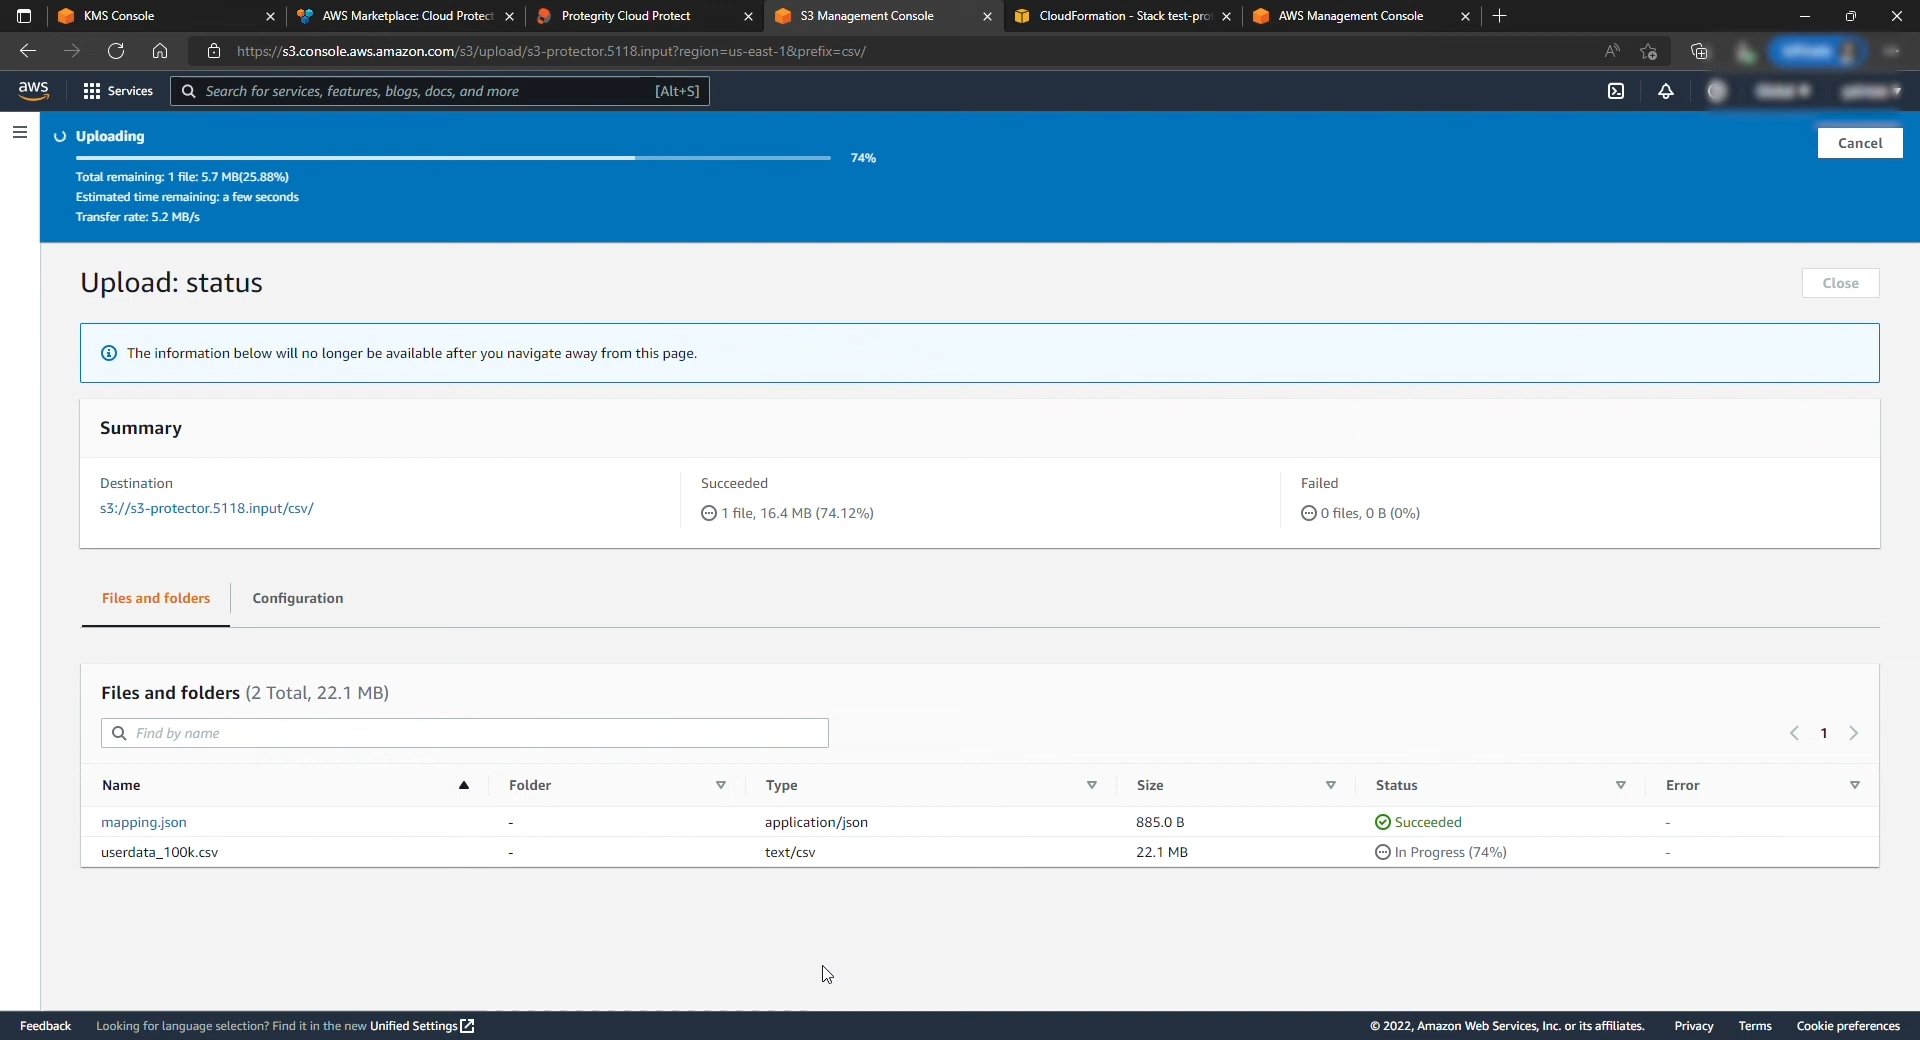 KMS Console
AWS Marketplace: Cloud Protect
Protegrity Cloud Protect
S3 Management Console
CloudFormation - Stack test-pro
AWS Management Console
https://s3.console.aws.amazon.com/s3/upload/s3-protector.5118.input?region=us-east-1&prefix=csv/
aws
Services
Search for services, features, blogs, docs, and more
[Alt+S]
Uploading
74%
Cancel
Total remaining: 1 file: 5.7 MB(25.88%)
Estimated time remaining: a few seconds
Transfer rate: 5.2 MB/s
Upload: status
Close
The information below will no longer be available after you navigate away from this page.
Summary
Destination
s3://s3-protector.5118.input/csv/
Succeeded
1 file, 16.4 MB (74.12%)
Failed
0 files, 0 B (0%)
Files and folders
Configuration
Files and folders (2 Total, 22.1 MB)
Find by name
1
Name Folder Type Size Status Error
mapping.json - application/json 885.0 B Succeeded -
userdata_100k.csv - text/csv 22.1 MB In Progress (74%) -
Feedback
Looking for language selection? Find it in the new Unified Settings
© 2022, Amazon Web Services, Inc. or its affiliates.
Privacy
Terms
Cookie preferences